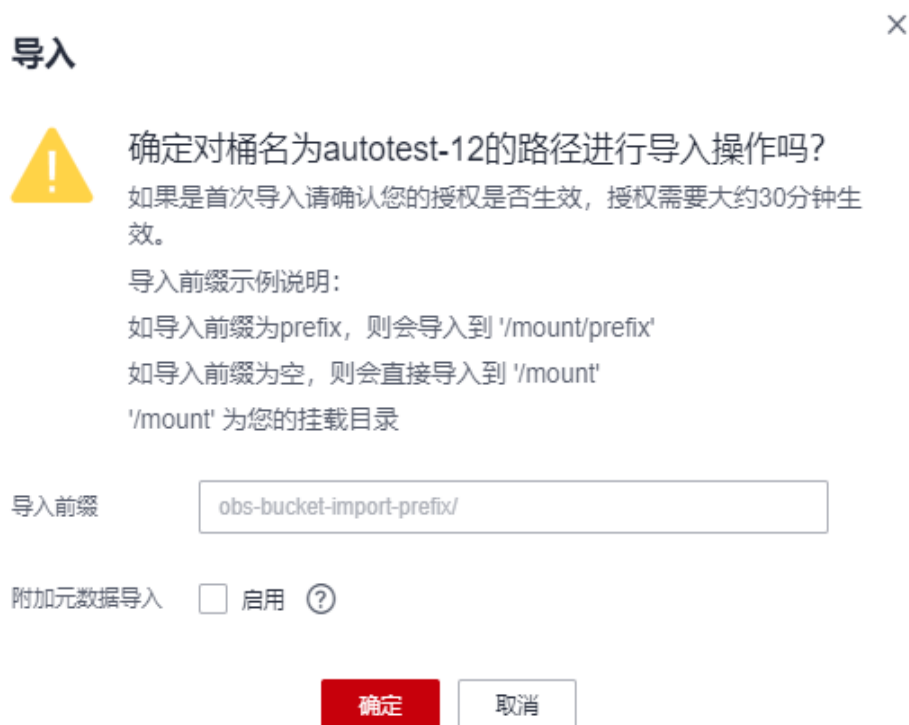 导入
确定对桶名为autotest-12的路径进行导入操作吗？
如果是首次导入请确认您的授权是否生效，授权需要大约30分钟生
效。
导入前缀示例说明：
如导入前缀为prefix，则会导入到 '/mount/prefix'
如导入前缀为空，则会直接导入到 '/mount'
'/mount' 为您的挂载目录
导入前缀 obs-bucket-import-prefix/
附加元数据导入 启用 ?
确定 取消